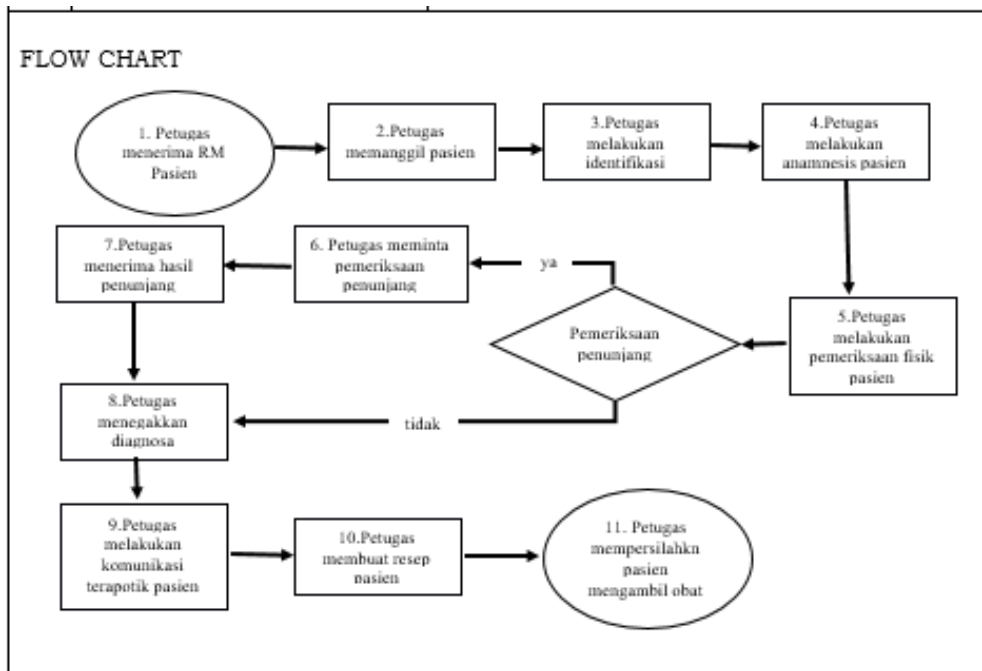 FLOW CHART
1. Petugas
menerima RM
Pasien
2.Petugas
memanggil pasien
3.Petugas
melakukan
identifikasi
4.Petugas
melakukan
anamnesis pasien
5.Petugas
melakukan
pemeriksaan fisik
pasien
Pemeriksaan
penunjang
ya
6. Petugas meminta
pemeriksaan
penunjang
7.Petugas
menerima hasil
penunjang
tidak
8.Petugas
menegakkan
diagnosa
9.Petugas
melakukan
komunikasi
terapotik pasien
10.Petugas
membuat resep
pasien
11. Petugas
mempersilahkn
pasien
mengambil obat